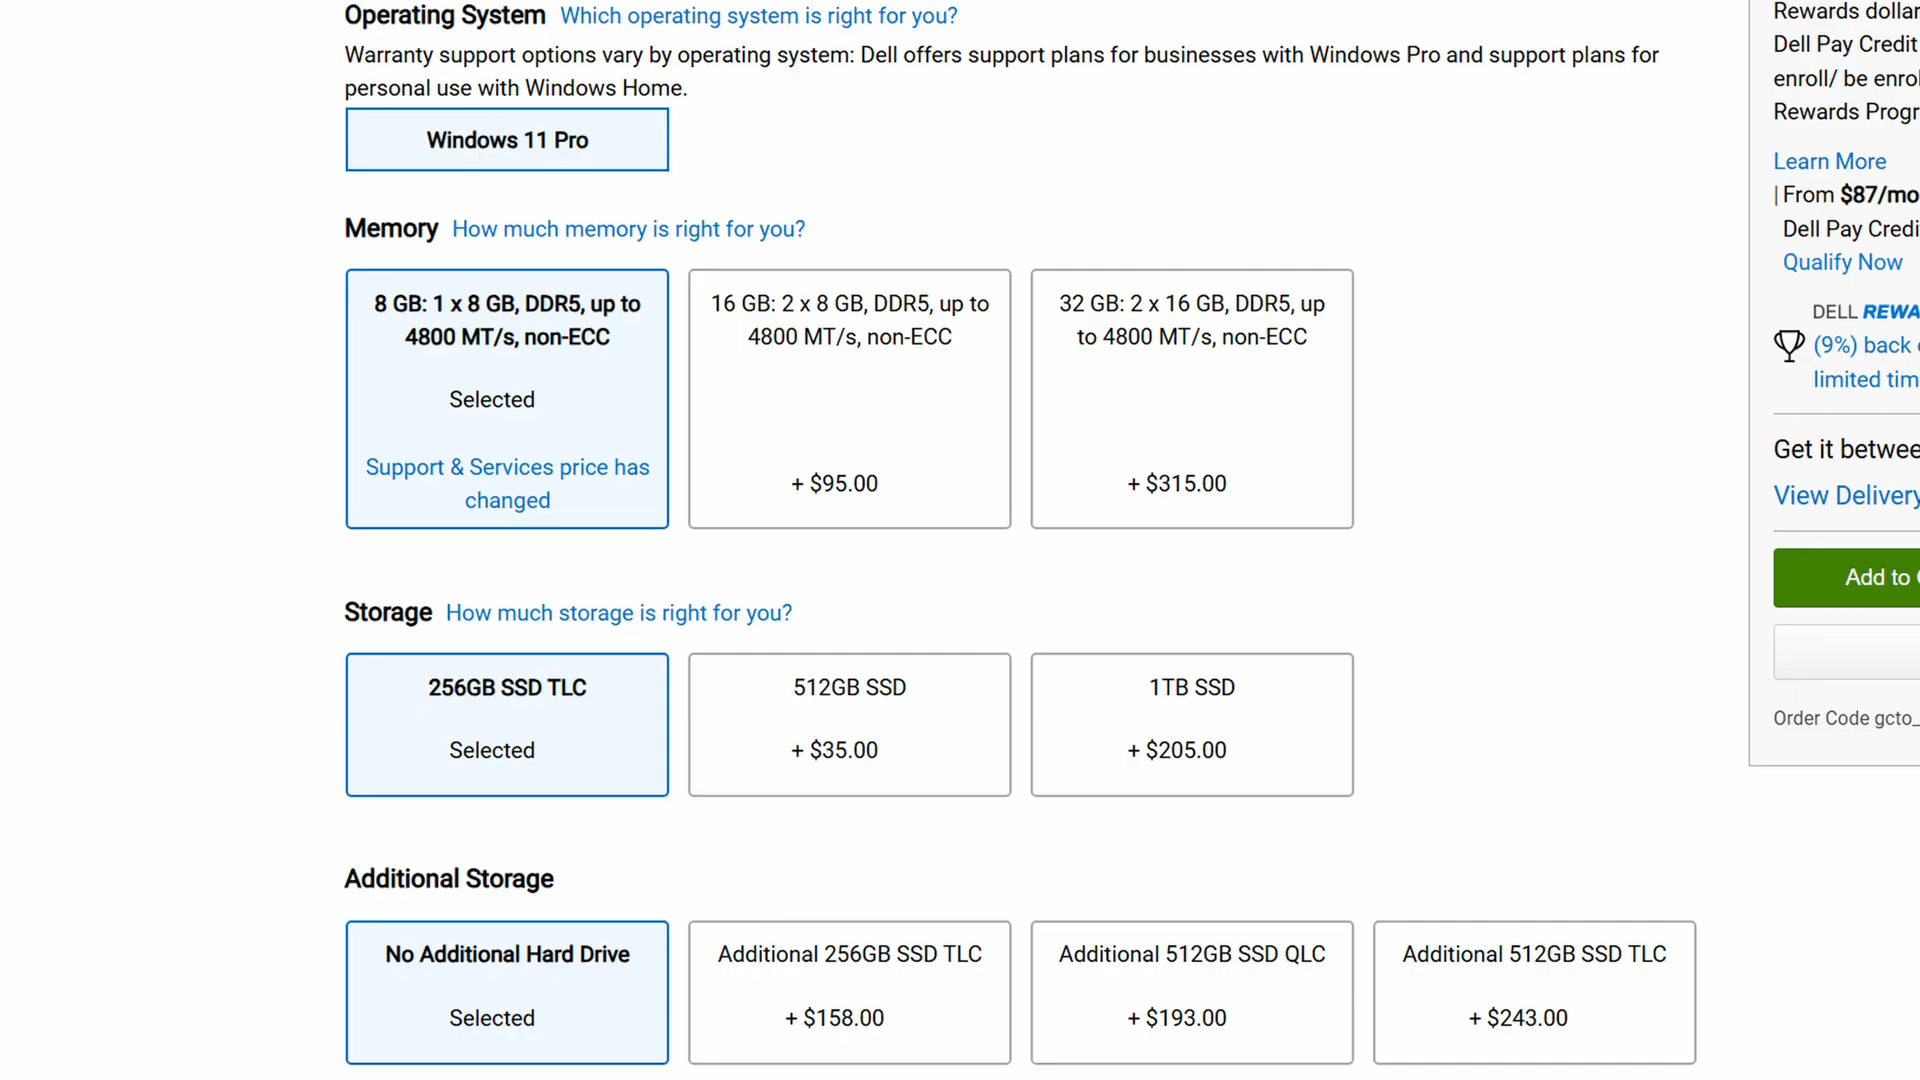 Operating System Which operating system is right for you?
Warranty support options vary by operating system: Dell offers support plans for businesses with Windows Pro and support plans for
personal use with Windows Home.
Windows 11 Pro
Memory How much memory is right for you?
8 GB: 1 x 8 GB, DDR5, up to
4800 MT/s, non-ECC
Selected
Support & Services price has
changed
16 GB: 2 x 8 GB, DDR5, up to
4800 MT/s, non-ECC
+ $95.00
32 GB: 2 x 16 GB, DDR5, up
to 4800 MT/s, non-ECC
+ $315.00
Storage How much storage is right for you?
256GB SSD TLC
Selected
512GB SSD
+ $35.00
1TB SSD
+ $205.00
Additional Storage
No Additional Hard Drive
Selected
Additional 256GB SSD TLC
+ $158.00
Additional 512GB SSD QLC
+ $193.00
Additional 512GB SSD TLC
+ $243.00
Rewards dollar
Dell Pay Credit
enroll/ be enrol
Rewards Progr
Learn More
| From $87/mo
Dell Pay Credi
Qualify Now
DELL REWA
(9%) back
limited tim
Get it betwee
View Delivery
Add to
Order Code gcto_